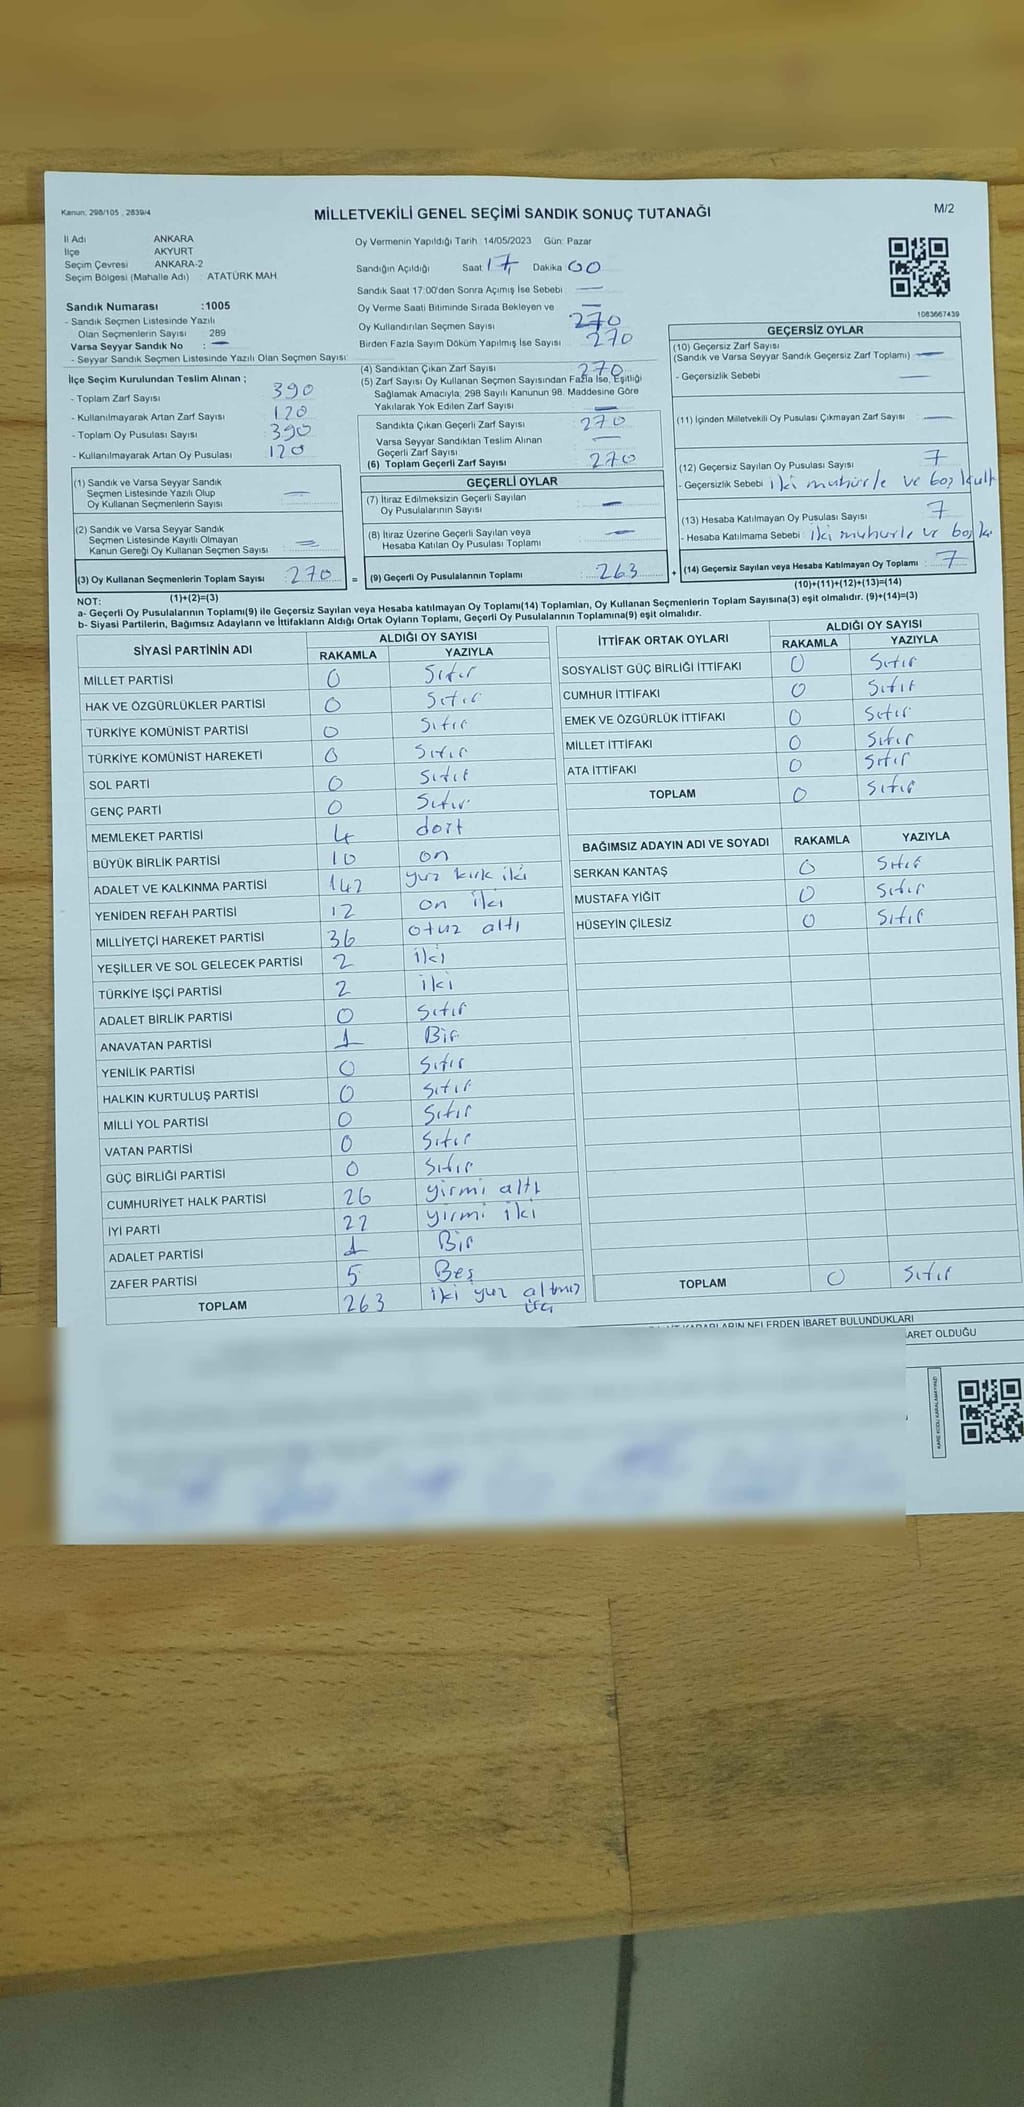 Kanun: 298/105 , 2839/4
MİLLETVEKİLİ GENEL SEÇİMİ SANDIK SONUÇ TUTANAĞI
M/2
İl Adı ANKARA
İlçe AKYURT
Seçim Çevresi ANKARA-2
Seçim Bölgesi (Mahalle Adı) ATATÜRK MAH
Sandık Numarası :1005
- Sandık Seçmen Listesinde Yazılı
Olan Seçmenlerin Sayısı 289
Varsa Seyyar Sandık No : —
- Seyyar Sandık Seçmen Listesinde Yazılı Olan Seçmen Sayısı:
Oy Vermenin Yapıldığı Tarih :14/05/2023 Gün: Pazar
Sandığın Açıldığı Saat 17 Dakika 00
Sandık Saat 17:00'den Sonra Açımış İse Sebebi : —
Oy Verme Saati Bitiminde Sırada Bekleyen ve —
Oy Kullandırılan Seçmen Sayısı 270
Birden Fazla Sayım Döküm Yapılmış İse Sayısı 270
1083667439
İlçe Seçim Kurulundan Teslim Alınan ;
- Toplam Zarf Sayısı 390
- Kullanılmayarak Artan Zarf Sayısı 120
- Toplam Oy Pusulası Sayısı 390
- Kullanılmayarak Artan Oy Pusulası 120
(4) Sandıktan Çıkan Zarf Sayısı 270
(5) Zarf Sayısı Oy Kullanan Seçmen Sayısından Fazla İse, Eşitliği
Sağlamak Amacıyla, 298 Sayılı Kanunun 98. Maddesine Göre
Yakılarak Yok Edilen Zarf Sayısı —
Sandıkta Çıkan Geçerli Zarf Sayısı 270
Varsa Seyyar Sandıktan Teslim Alınan
Geçerli Zarf Sayısı —
(6) Toplam Geçerli Zarf Sayısı 270
GEÇERSİZ OYLAR
(10) Geçersiz Zarf Sayısı
(Sandık ve Varsa Seyyar Sandık Geçersiz Zarf Toplamı) —
- Geçersizlik Sebebi —
(11) İçinden Milletvekili Oy Pusulası Çıkmayan Zarf Sayısı —
(12) Geçersiz Sayılan Oy Pusulası Sayısı 7
- Geçersizlik Sebebi iki muhürle ve boş
(13) Hesaba Katılmayan Oy Pusulası Sayısı 7
- Hesaba Katılmama Sebebi : iki muhurle ve boş
(14) Geçersiz Sayılan veya Hesaba Katılmayan Oy Toplamı : 7
(10)+(11)+(12)+(13)=(14)
(1) Sandık ve Varsa Seyyar Sandık
Seçmen Listesinde Yazılı Olup
Oy Kullanan Seçmenlerin Sayısı —
(2) Sandık ve Varsa Seyyar Sandık
Seçmen Listesinde Kayıtlı Olmayan
Kanun Gereği Oy Kullanan Seçmen Sayısı —
(3) Oy Kullanan Seçmenlerin Toplam Sayısı 270 =
(1)+(2)=(3)
GEÇERLİ OYLAR
(7) İtiraz Edilmeksizin Geçerli Sayılan
Oy Pusulalarının Sayısı —
(8) İtiraz Üzerine Geçerli Sayılan veya
Hesaba Katılan Oy Pusulası Toplamı —
(9) Geçerli Oy Pusulalarının Toplamı : 263 +
NOT:
a- Geçerli Oy Pusulalarının Toplamı(9) ile Geçersiz Sayılan veya Hesaba katılmayan Oy Toplamı(14) Toplamları, Oy Kullanan Seçmenlerin Toplam Sayısına(3) eşit olmalıdır. (9)+(14)=(3)
b- Siyasi Partilerin, Bağımsız Adayların ve İttifakların Aldığı Ortak Oyların Toplamı, Geçerli Oy Pusulalarının Toplamına(9) eşit olmalıdır.
SİYASİ PARTİNİN ADI ALDIĞI OY SAYISI
RAKAMLA YAZIYLA
MİLLET PARTİSİ 0 Sıfır
HAK VE ÖZGÜRLÜKLER PARTİSİ 0 Sıfır
TÜRKİYE KOMÜNİST PARTİSİ 0 Sıfır
TÜRKİYE KOMÜNİST HAREKETİ 0 Sıfır
SOL PARTİ 0 Sıfır
GENÇ PARTİ 0 Sıfır
MEMLEKET PARTİSİ 4 dört
BÜYÜK BİRLİK PARTİSİ 10 on
ADALET VE KALKINMA PARTİSİ 142 yüz kırk iki
YENİDEN REFAH PARTİSİ 12 on iki
MİLLİYETÇİ HAREKET PARTİSİ 36 otuz altı
YEŞİLLER VE SOL GELECEK PARTİSİ 2 iki
TÜRKİYE İŞÇİ PARTİSİ 2 iki
ADALET BİRLİK PARTİSİ 0 Sıfır
ANAVATAN PARTİSİ 1 Bir
YENİLİK PARTİSİ 0 Sıfır
HALKIN KURTULUŞ PARTİSİ 0 Sıfır
MİLLİ YOL PARTİSİ 0 Sıfır
VATAN PARTİSİ 0 Sıfır
GÜÇ BİRLİĞİ PARTİSİ 0 Sıfır
CUMHURİYET HALK PARTİSİ 26 yirmi altı
İYİ PARTİ 22 yirmi iki
ADALET PARTİSİ 1 Bir
ZAFER PARTİSİ 5 Beş
TOPLAM 263 iki yuz altmış
üç
İTTİFAK ORTAK OYLARI ALDIĞI OY SAYISI
RAKAMLA YAZIYLA
SOSYALİST GÜÇ BİRLİĞİ İTTİFAKI 0 Sıfır
CUMHUR İTTİFAKI 0 Sıfır
EMEK VE ÖZGÜRLÜK İTTİFAKI 0 Sıfır
MİLLET İTTİFAKI 0 Sıfır
ATA İTTİFAKI 0 Sıfır
TOPLAM 0 Sıfır
BAĞIMSIZ ADAYIN ADI VE SOYADI RAKAMLA YAZIYLA
SERKAN KANTAŞ 0 Sıfır
MUSTAFA YİĞİT 0 Sıfır
HÜSEYİN ÇİLESİZ 0 Sıfır
TOPLAM 0 Sıfır
NELERDEN İBARET BULUNDUKLARI
OLDUĞU